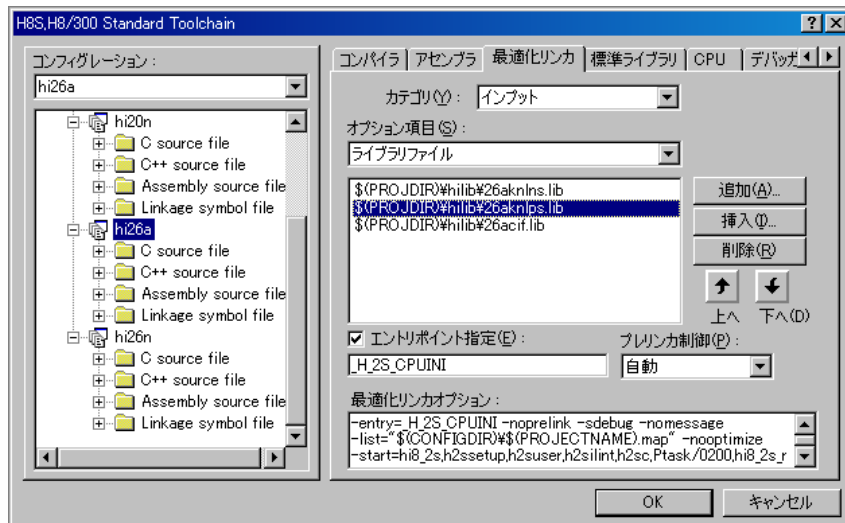 H8S,H8/300 Standard Toolchain
コンフィグレーション :
hi26a
hi20n
C source file
C++ source file
Assembly source file
Linkage symbol file
hi26a
C source file
C++ source file
Assembly source file
Linkage symbol file
hi26n
C source file
C++ source file
Assembly source file
Linkage symbol file
コンパイラ アセンブラ 最適化リンカ 標準ライブラリ CPU デバッガ
カテゴリ(Y) : インプット
オプション項目(S) :
ライブラリファイル
$(PROJDIR)¥hilib¥26aknlns.lib
$(PROJDIR)¥hilib¥26aknlps.lib
$(PROJDIR)¥hilib¥26acif.lib
追加(A)...
挿入(I)...
削除(R)
上へ 下へ(D)
エントリポイント指定(E) :
_H_2S_CPUINI
プレリンカ制御(P) :
自動
最適化リンカオプション :
-entry=_H_2S_CPUINI -noprelink -sdebug -nomessage
-list="$(CONFIGDIR)¥$(PROJECTNAME).map" -nooptimize
-start=hi8_2s,h2ssetup,h2suser,h2silint,h2sc,Ptask/0200,hi8_2s_r
OK キャンセル